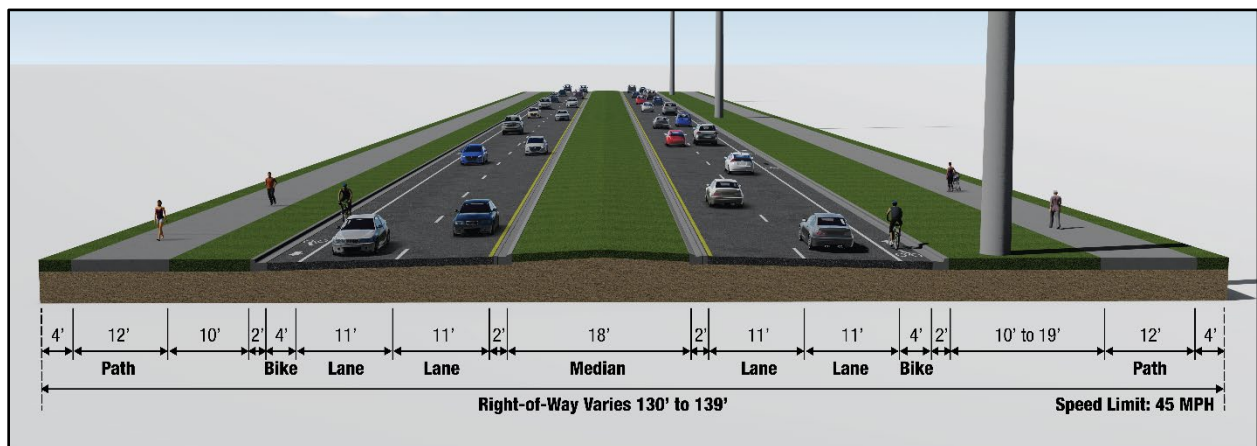 4' 12' 10' 2' 4' 11' 11' 2' 18' 2' 11' 11' 4' 2' 10' to 19' 12' 4'
Path Bike Lane Lane Median Lane Lane Bike Path
Right-of-Way Varies 130' to 139' Speed Limit: 45 MPH